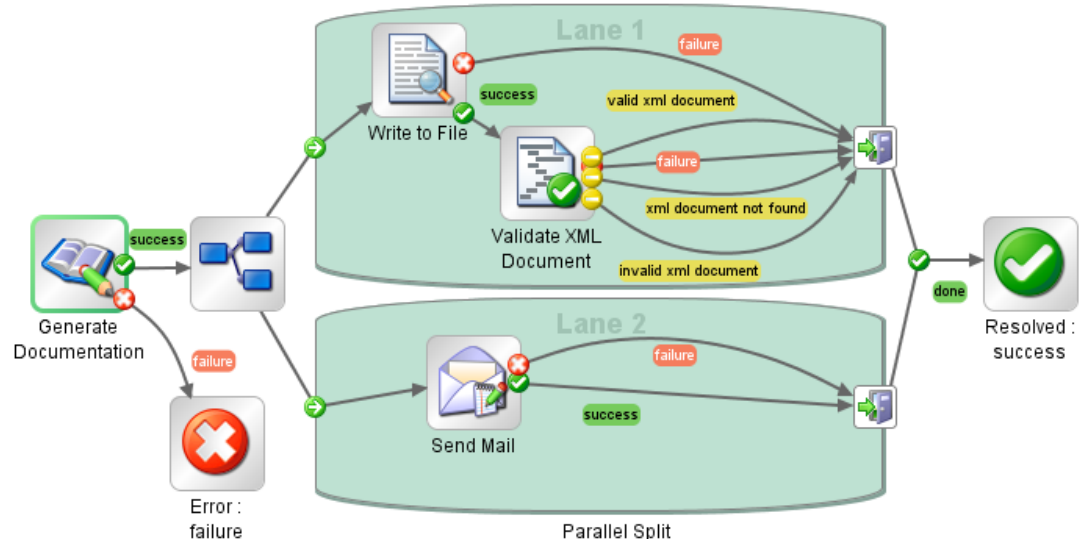 Lane 1
failure
success
valid xml document
Write to File
failure
xml document not found
success
Validate XML
Document
invalid xml document
done
Generate
Documentation
Resolved :
success
Lane 2
failure
failure
success
Send Mail
Error :
failure
Parallel Split